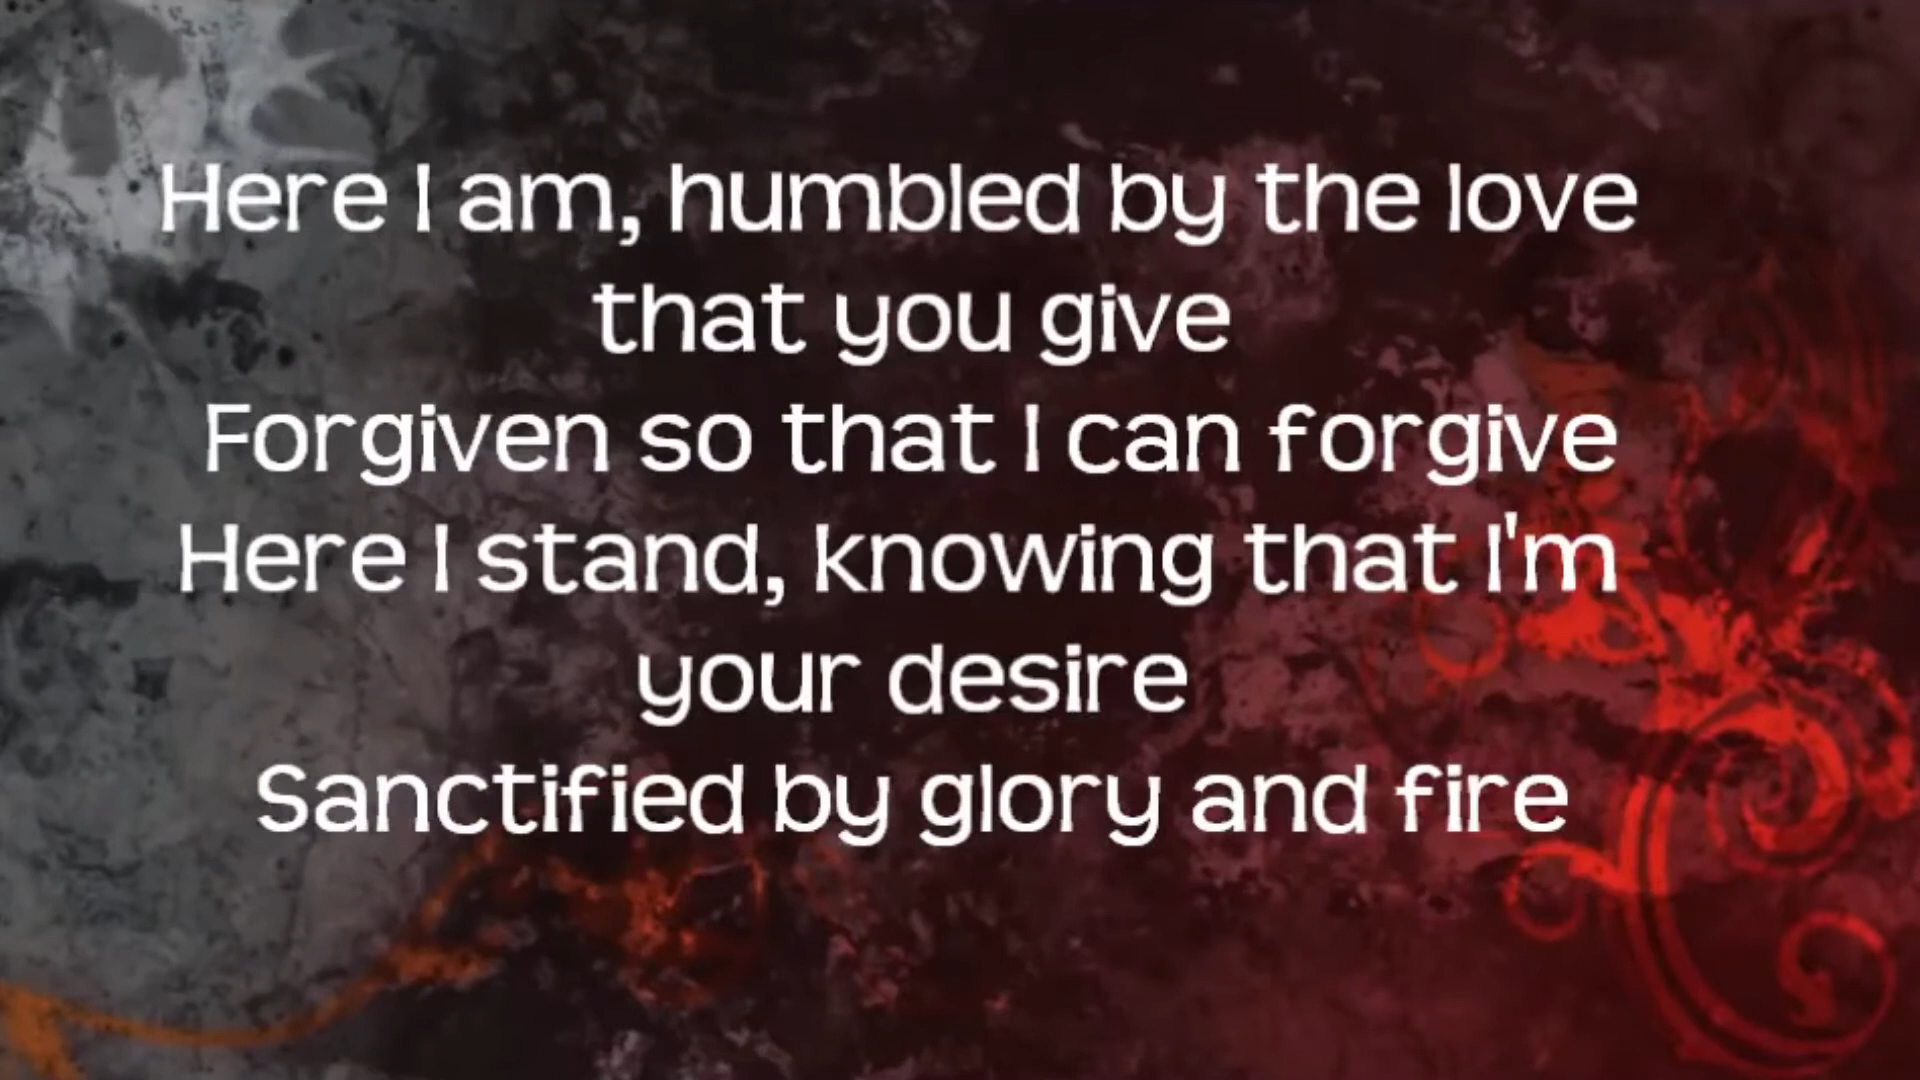 Here I am, humbled by the love
that you give
Forgiven so that I can forgive
Here I stand, knowing that I'm
your desire
Sanctified by glory and fire